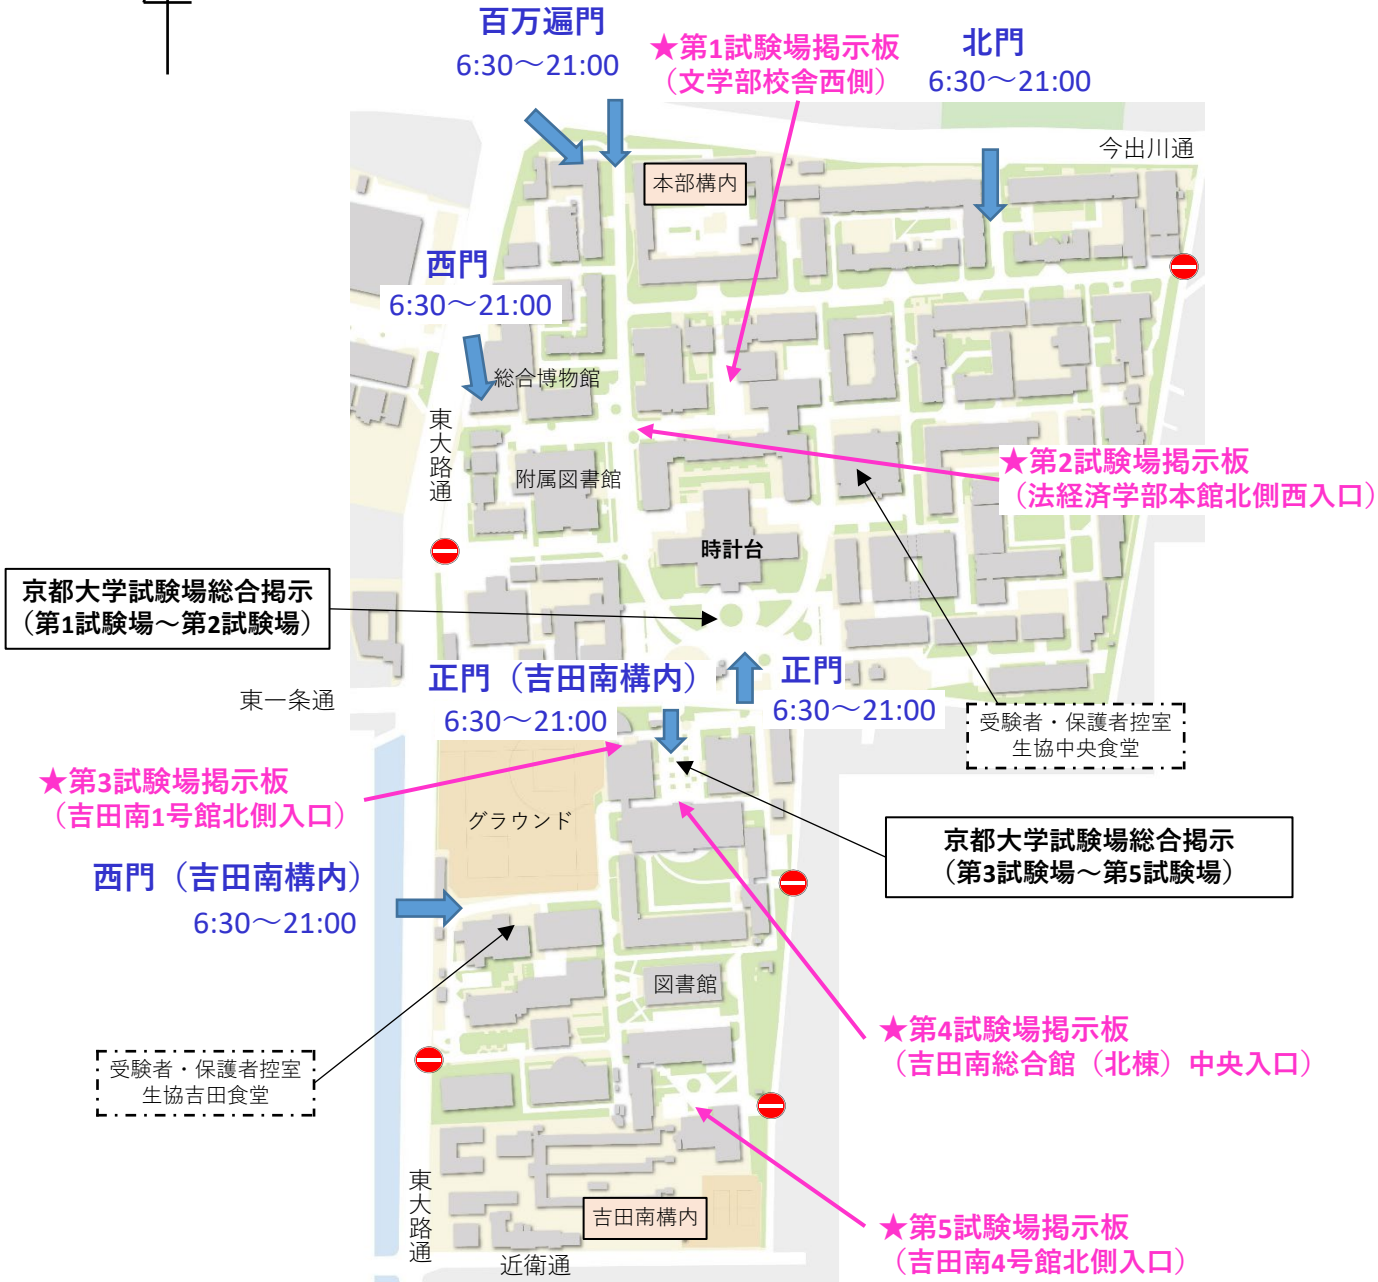 百万遍門
6:30～21:00
★第1試験場掲示板
（文学部校舎西側）
北門
6:30～21:00
今出川通
本部構内
西門
6:30～21:00
総合博物館
東大路通
附属図書館
★第2試験場掲示板
（法経済学部本館北側西入口）
時計台
京都大学試験場総合掲示
（第1試験場～第2試験場）
正門（吉田南構内）
6:30～21:00
正門
6:30～21:00
東一条通
受験者・保護者控室
生協中央食堂
★第3試験場掲示板
（吉田南1号館北側入口）
グラウンド
京都大学試験場総合掲示
（第3試験場～第5試験場）
西門（吉田南構内）
6:30～21:00
図書館
★第4試験場掲示板
（吉田南総合館（北棟）中央入口）
受験者・保護者控室
生協吉田食堂
東大路通
吉田南構内
★第5試験場掲示板
（吉田南4号館北側入口）
近衛通